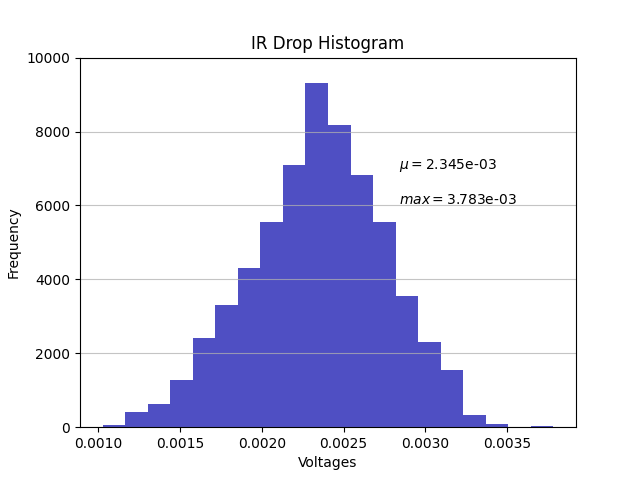 IR Drop Histogram
10000
8000
6000
4000
2000
0
Frequency
μ = 2.345e-03
max = 3.783e-03
0.0010 0.0015 0.0020 0.0025 0.0030 0.0035
Voltages